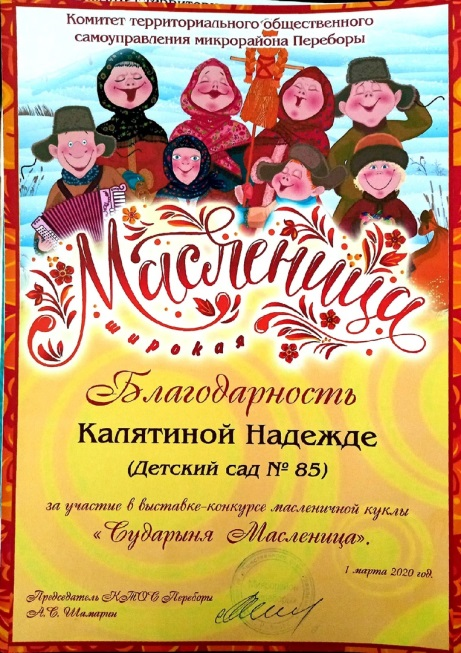 Комитет территориального общественного
самоуправления микрорайона Переборы
Масленица
широкая
Благодарность
Калятиной Надежде
(Детский сад № 85)
за участие в выставке-конкурсе масленичной куклы
«Сударыня Масленица».
1 марта 2020 год.
Председатель КТОС Переборы
А.С. Шамарин